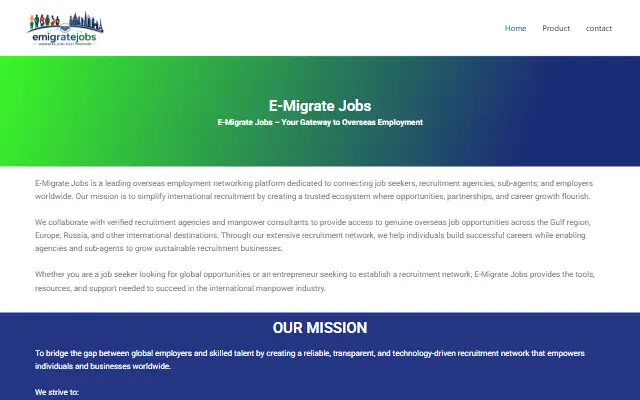 emigratejobs
Home
Product
contact
E-Migrate Jobs
E-Migrate Jobs – Your Gateway to Overseas Employment
E-Migrate Jobs is a leading overseas employment networking platform dedicated to connecting job seekers, recruitment agencies, sub-agents, and employers
worldwide. Our mission is to simplify international recruitment by creating a trusted ecosystem where opportunities, partnerships, and career growth flourish.
We collaborate with verified recruitment agencies and manpower consultants to provide access to genuine overseas job opportunities across the Gulf region,
Europe, Russia, and other international destinations. Through our extensive recruitment network, we help individuals build successful careers while enabling
agencies and sub-agents to grow sustainable recruitment businesses.
Whether you are a job seeker looking for global opportunities or an entrepreneur seeking to establish a recruitment network, E-Migrate Jobs provides the tools,
resources, and support needed to succeed in the international manpower industry.
OUR MISSION
To bridge the gap between global employers and skilled talent by creating a reliable, transparent, and technology-driven recruitment network that empowers
individuals and businesses worldwide.
We strive to: